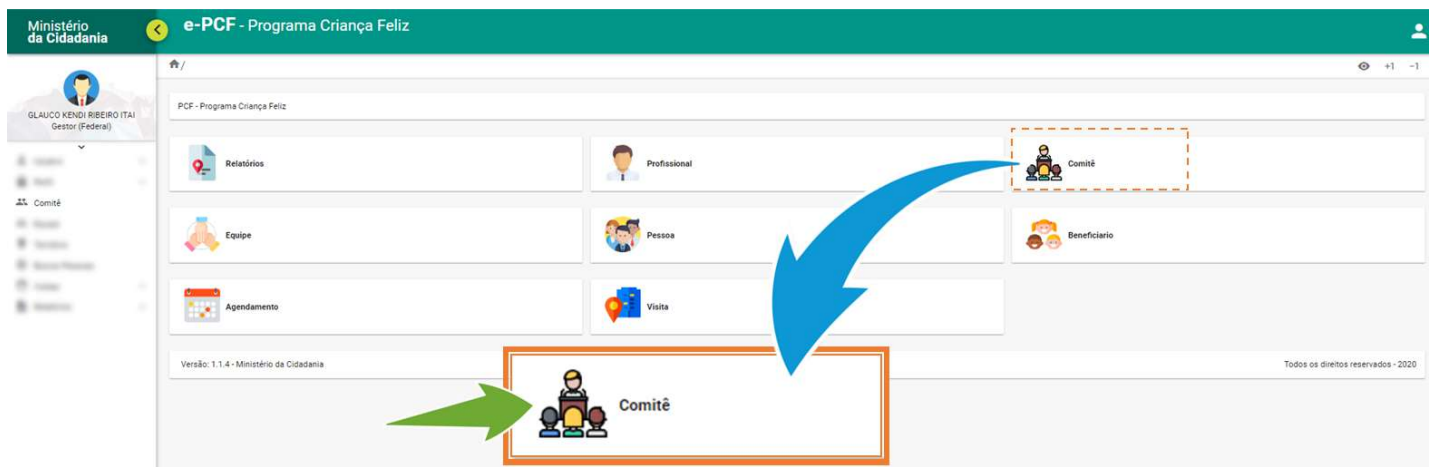 Ministério
da Cidadania
e-PCF - Programa Criança Feliz
/
+1 -1
GLAUCO KENDI RIBEIRO ITAI
Gestor (Federal)
Comitê
PCF - Programa Criança Feliz
Relatórios
Profissional
Comitê
Equipe
Pessoa
Beneficiario
Agendamento
Visita
Versão: 1.1.4 - Ministério da Cidadania
Todos os direitos reservados - 2020
Comitê